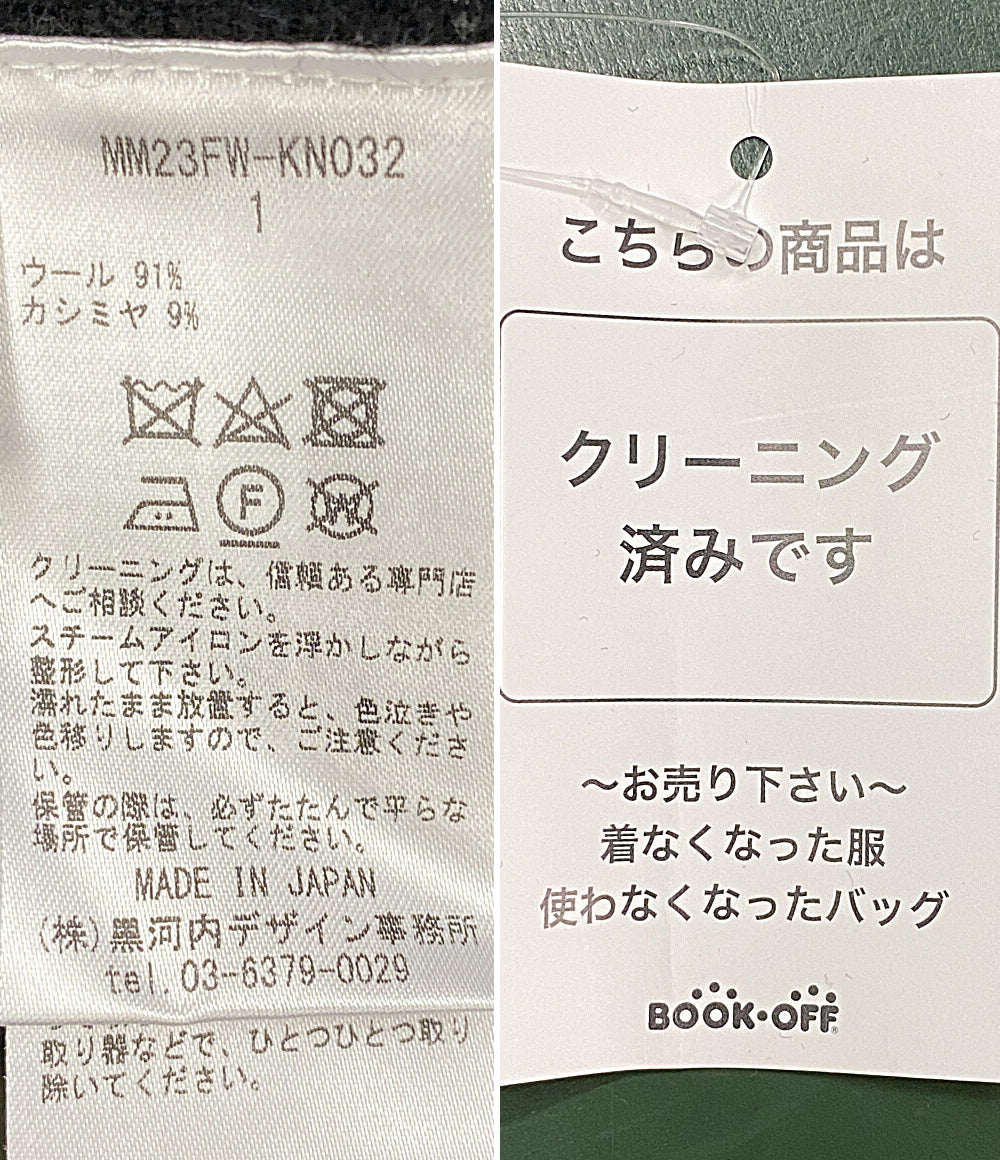 MM23FW-KN032
1
ウール 91%
カシミヤ 9%
F
W
クリーニングは、信頼ある専門店
へご相談ください。
スチームアイロンを浮かしながら
整形して下さい。
濡れたまま放置すると、色泣きや
色移りしますので、ご注意くださ
い。
保管の際は、必ずたたんで平らな
場所で保管してください。
MADE IN JAPAN
(株)黒河内デザイン事務所
tel.03-6379-0029
取り器などで、ひとつひとつ取り
除いてください。
こちらの商品は
クリーニング
済みです
～お売り下さい～
着なくなった服
使わなくなったバッグ
BOOK・OFF